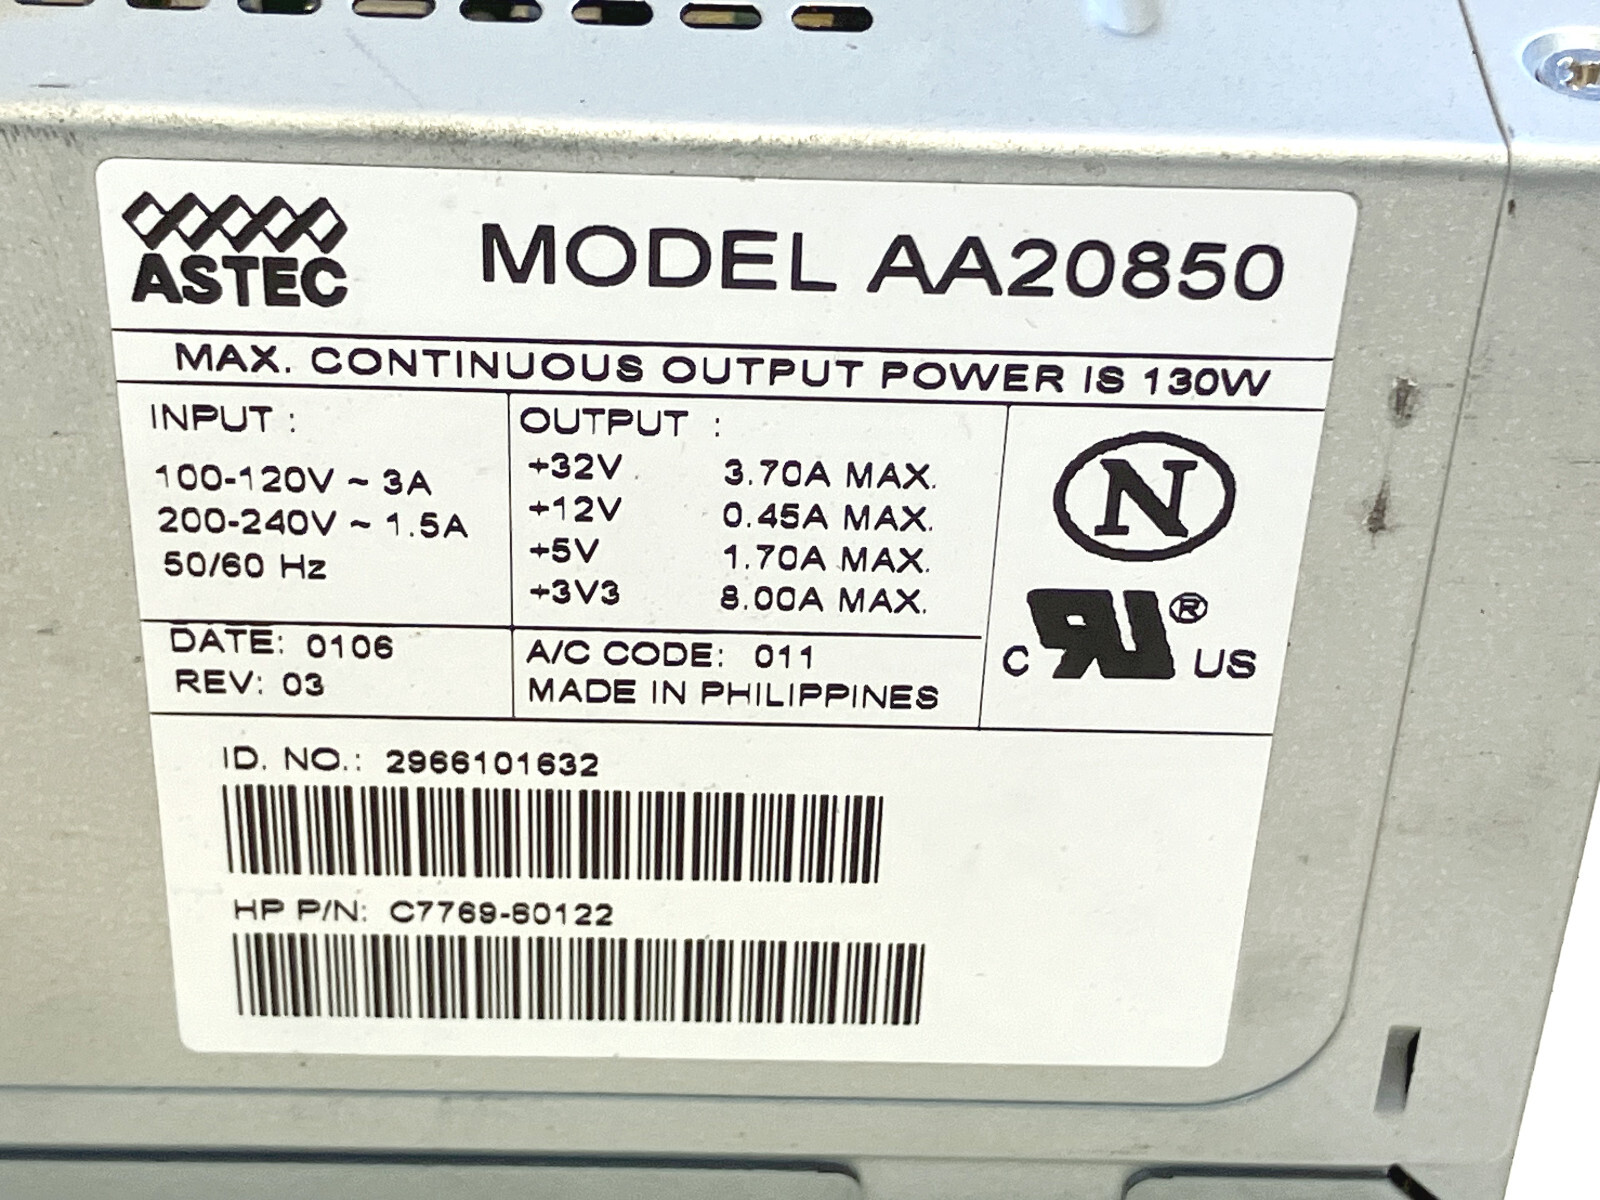 ASTEC
MODEL AA20850
MAX. CONTINUOUS OUTPUT POWER IS 130W
INPUT :
100-120V ~ 3A
200-240V ~ 1.5A
50/60 Hz
OUTPUT :
+32V 3.70A MAX.
+12V 0.45A MAX.
+5V 1.70A MAX.
+3V3 8.00A MAX.
N
c RU ® US
DATE: 0106
REV: 03
A/C CODE: 011
MADE IN PHILIPPINES
ID. NO.: 2966101632
HP P/N: C7769-60122